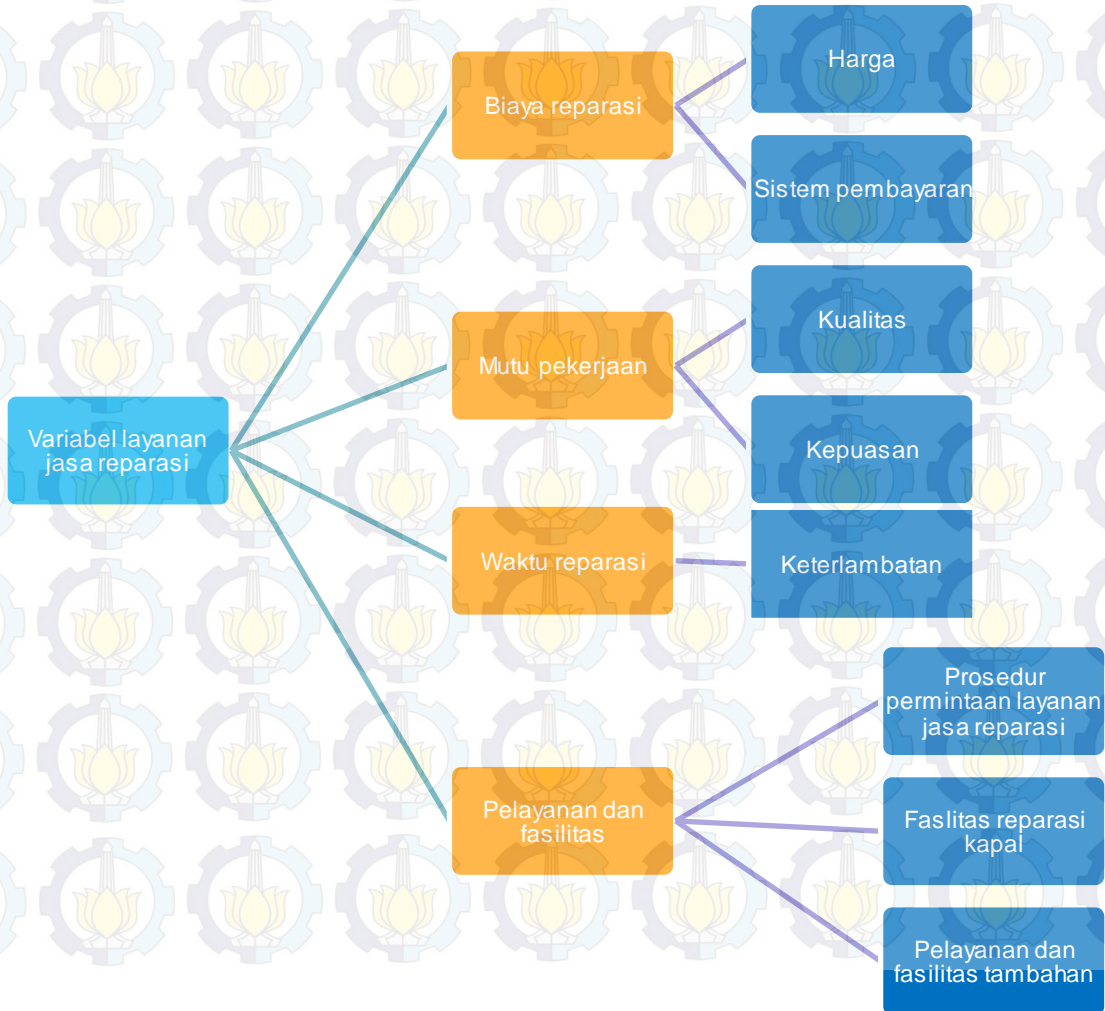 Variabel layanan
jasa reparasi
Biaya reparasi
Harga
Sistem pembayaran
Mutu pekerjaan
Kualitas
Kepuasan
Waktu reparasi
Keterlambatan
Pelayanan dan
fasilitas
Prosedur
permintaan layanan
jasa reparasi
Faslitas reparasi
kapal
Pelayanan dan
fasilitas tambahan